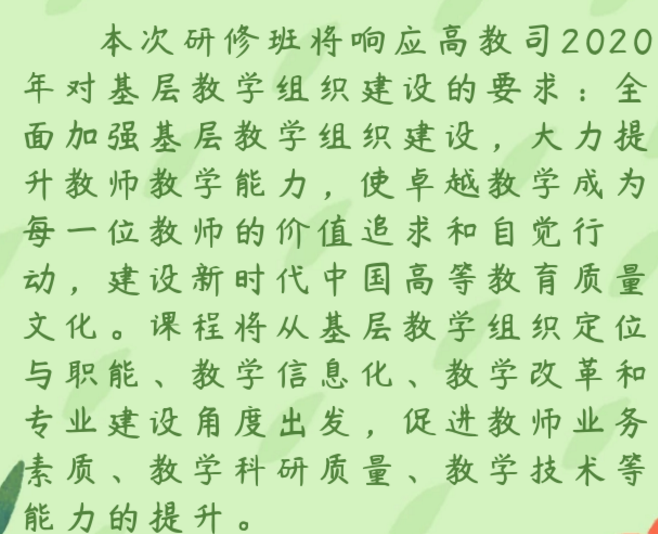 本次研修班将响应高教司2020
年对基层教学组织建设的要求：全
面加强基层教学组织建设，大力提
升教师教学能力，使卓越教学成为
每一位教师的价值追求和自觉行
动，建设新时代中国高等教育质量
文化。课程将从基层教学组织定位
与职能、教学信息化、教学改革和
专业建设角度出发，促进教师业务
素质、教学科研质量、教学技术等
能力的提升。